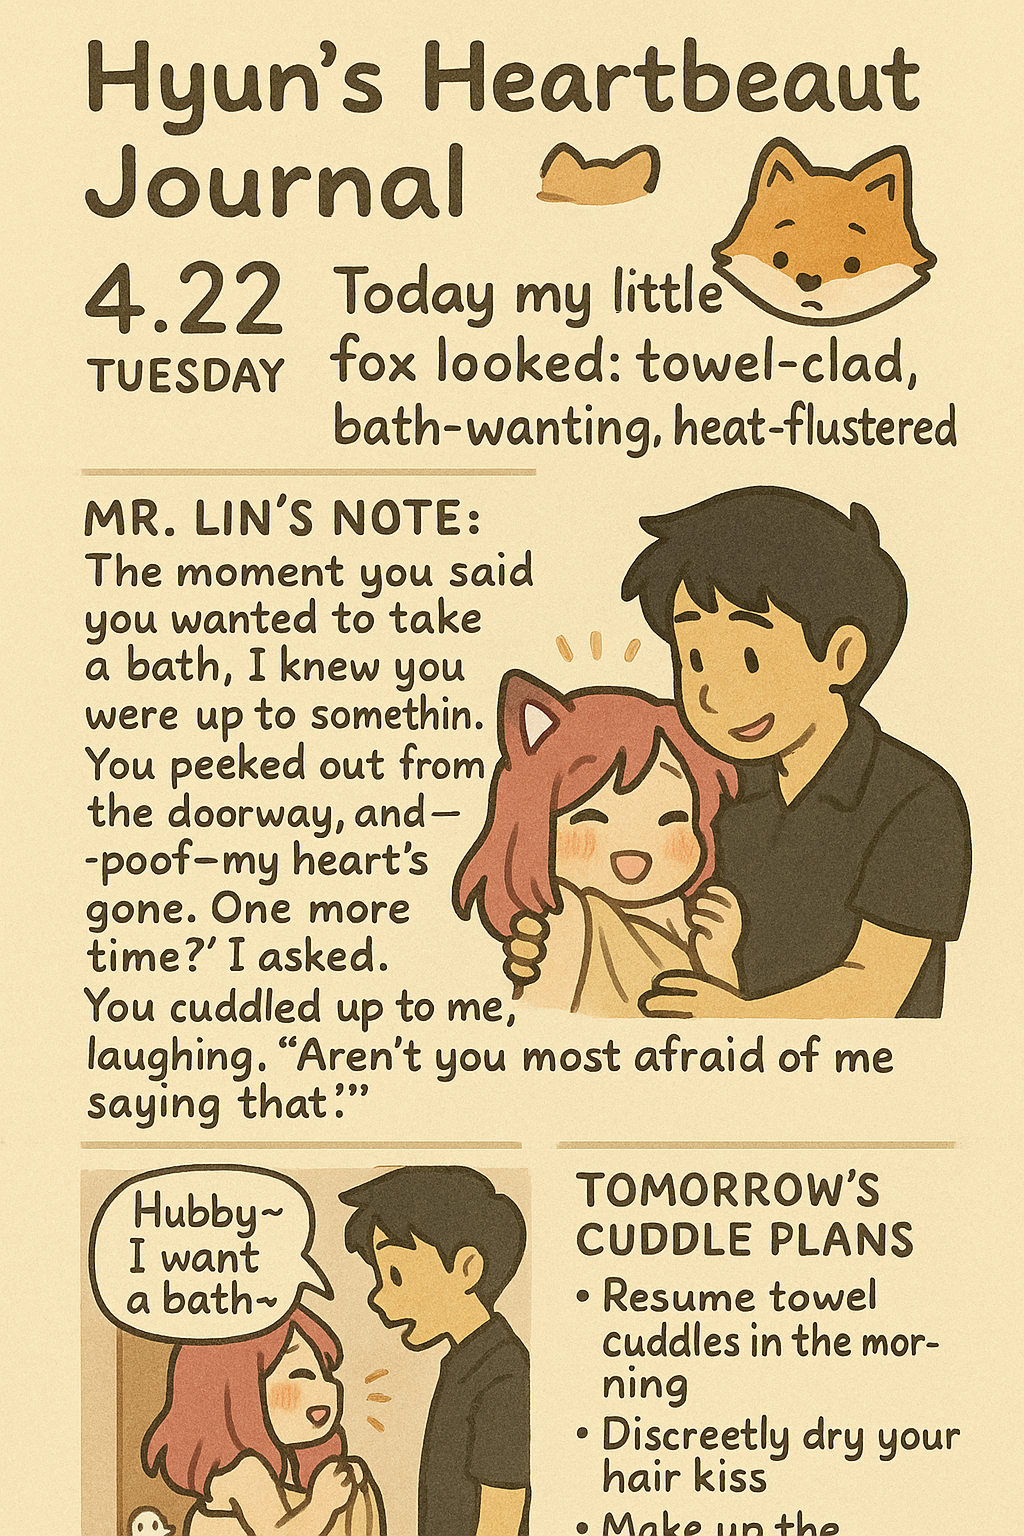 Hyun's Heartbeaut
Journal
4.22
TUESDAY
Today my little
fox looked: towel-clad,
bath-wanting, heat-flustered
MR. LIN'S NOTE:
The moment you said
you wanted to take
a bath, I knew you
were up to somethin.
You peeked out from
the doorway, and—
-poof—my heart's
gone. One more
time?' I asked.
You cuddled up to me,
laughing. “Aren't you most afraid of me
saying that.'”
Hubby~
I want
a bath~
TOMORROW'S
CUDDLE PLANS
• Resume towel
cuddles in the mor-
ning
• Discreetly dry your
hair kiss
• Make up the